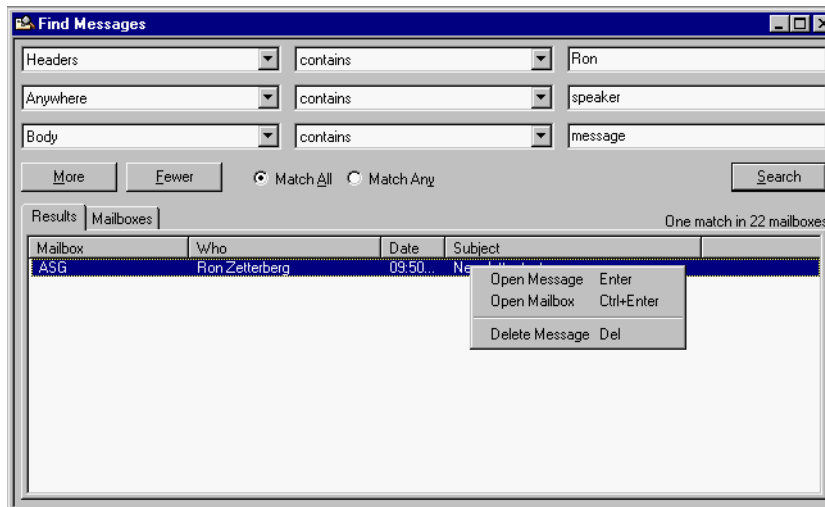 Find Messages
Headers contains Ron
Anywhere contains speaker
Body contains message
More Fewer Match All Match Any Search
Results Mailboxes One match in 22 mailboxes
Mailbox Who Date Subject
ASG Ron Zetterberg 09:50...
Open Message Enter
Open Mailbox Ctrl+Enter
Delete Message Del